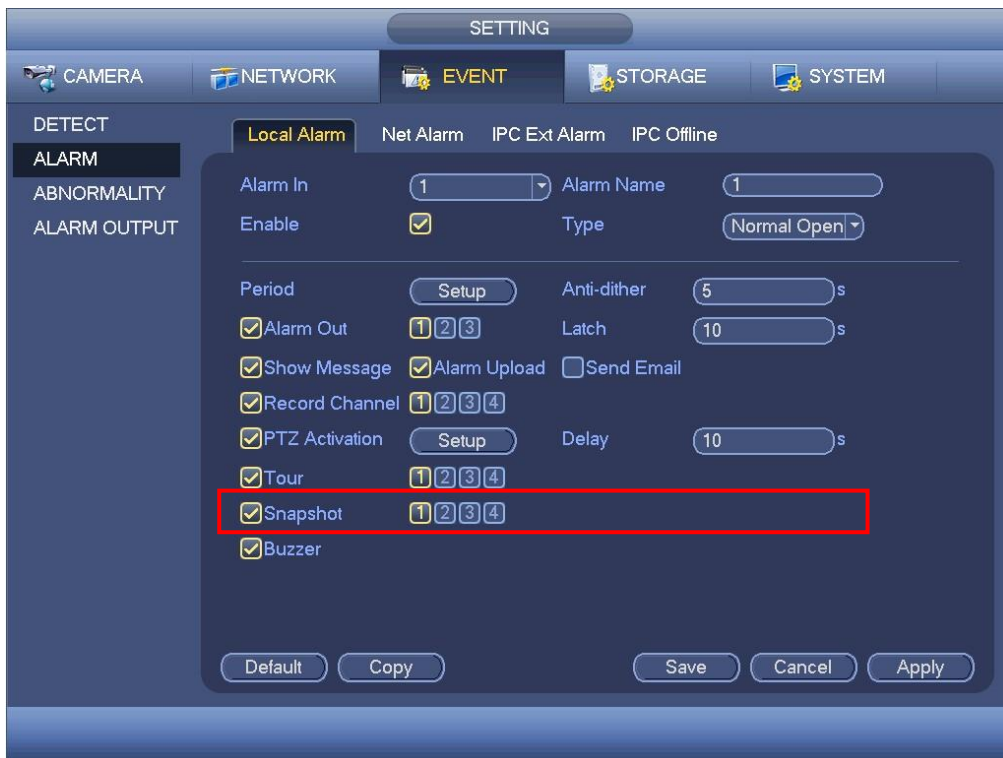 SETTING
CAMERA NETWORK EVENT STORAGE SYSTEM
DETECT
ALARM
ABNORMALITY
ALARM OUTPUT
Local Alarm Net Alarm IPC Ext Alarm IPC Offline
Alarm In 1 Alarm Name 1
Enable Type Normal Open
Period Setup Anti-dither 5 s
Alarm Out 1 2 3 Latch 10 s
Show Message Alarm Upload Send Email
Record Channel 1 2 3 4
PTZ Activation Setup Delay 10 s
Tour 1 2 3 4
Snapshot 1 2 3 4
Buzzer
Default Copy Save Cancel Apply